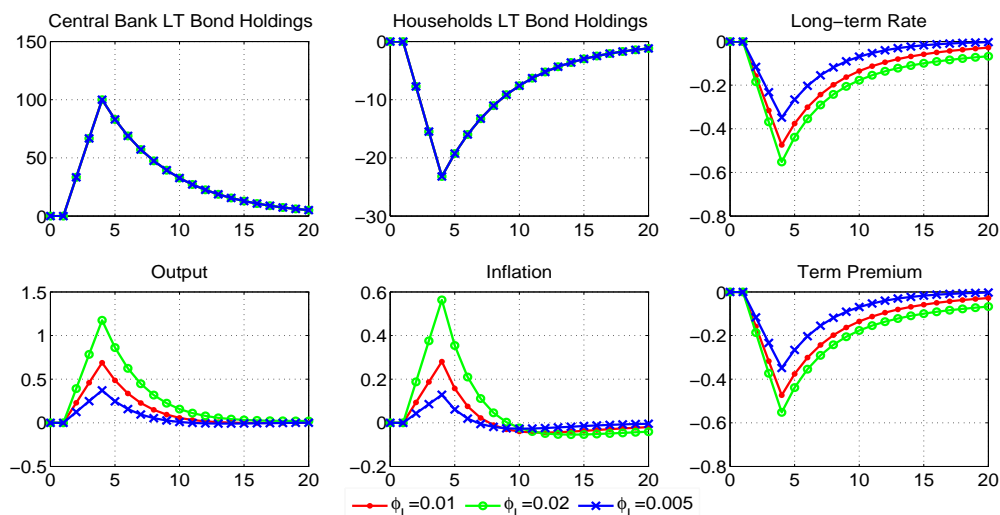 Central Bank LT Bond Holdings
150
100
50
0
0 5 10 15 20
Households LT Bond Holdings
0
−10
−20
−30
0 5 10 15 20
Long−term Rate
0
−0.2
−0.4
−0.6
−0.8
0 5 10 15 20
Output
1.5
1
0.5
0
−0.5
0 5 10 15 20
Inflation
0.6
0.4
0.2
0
−0.2
0 5 10 15 20
Term Premium
0
−0.2
−0.4
−0.6
−0.8
0 5 10 15 20
ϕL=0.01 ϕL=0.02 ϕL=0.005